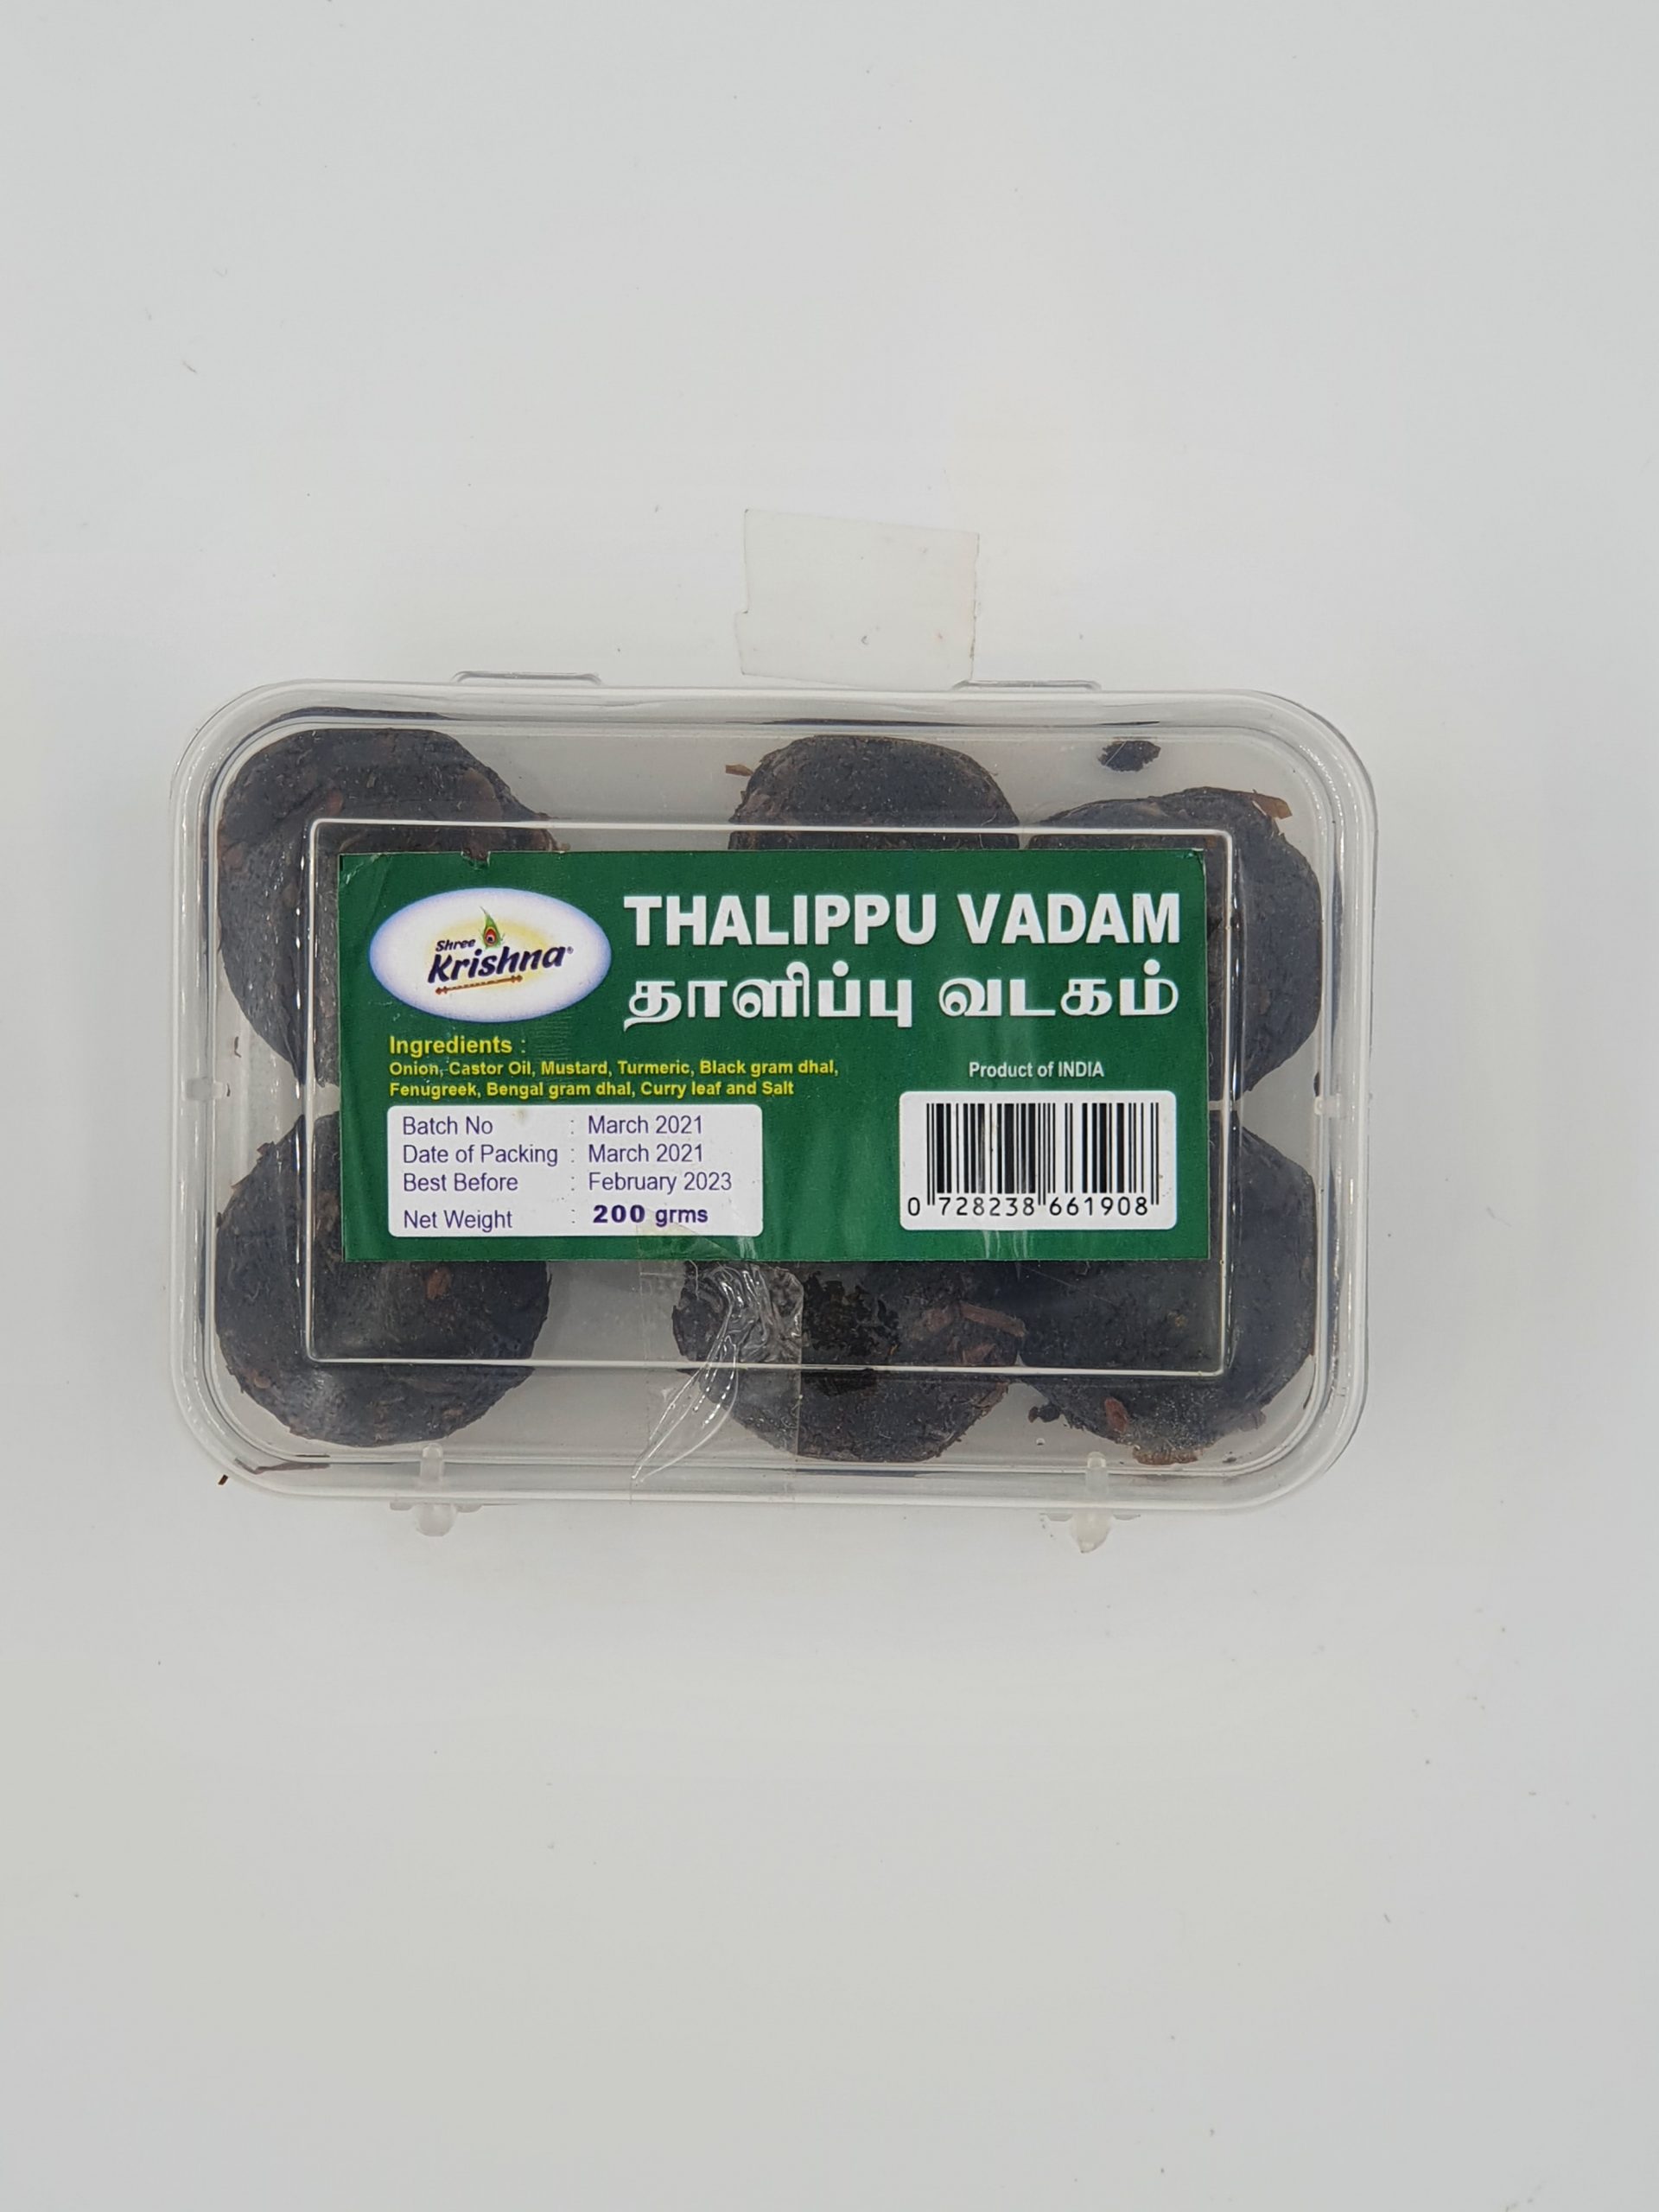 Shree
Krishna®
THALIPPU VADAM
தாளிப்பு வடகம்
Ingredients :
Onion, Castor Oil, Mustard, Turmeric, Black gram dhal,
Fenugreek, Bengal gram dhal, Curry leaf and Salt
Batch No : March 2021
Date of Packing : March 2021
Best Before : February 2023
Net Weight : 200 grms
Product of INDIA
0 728238 661908